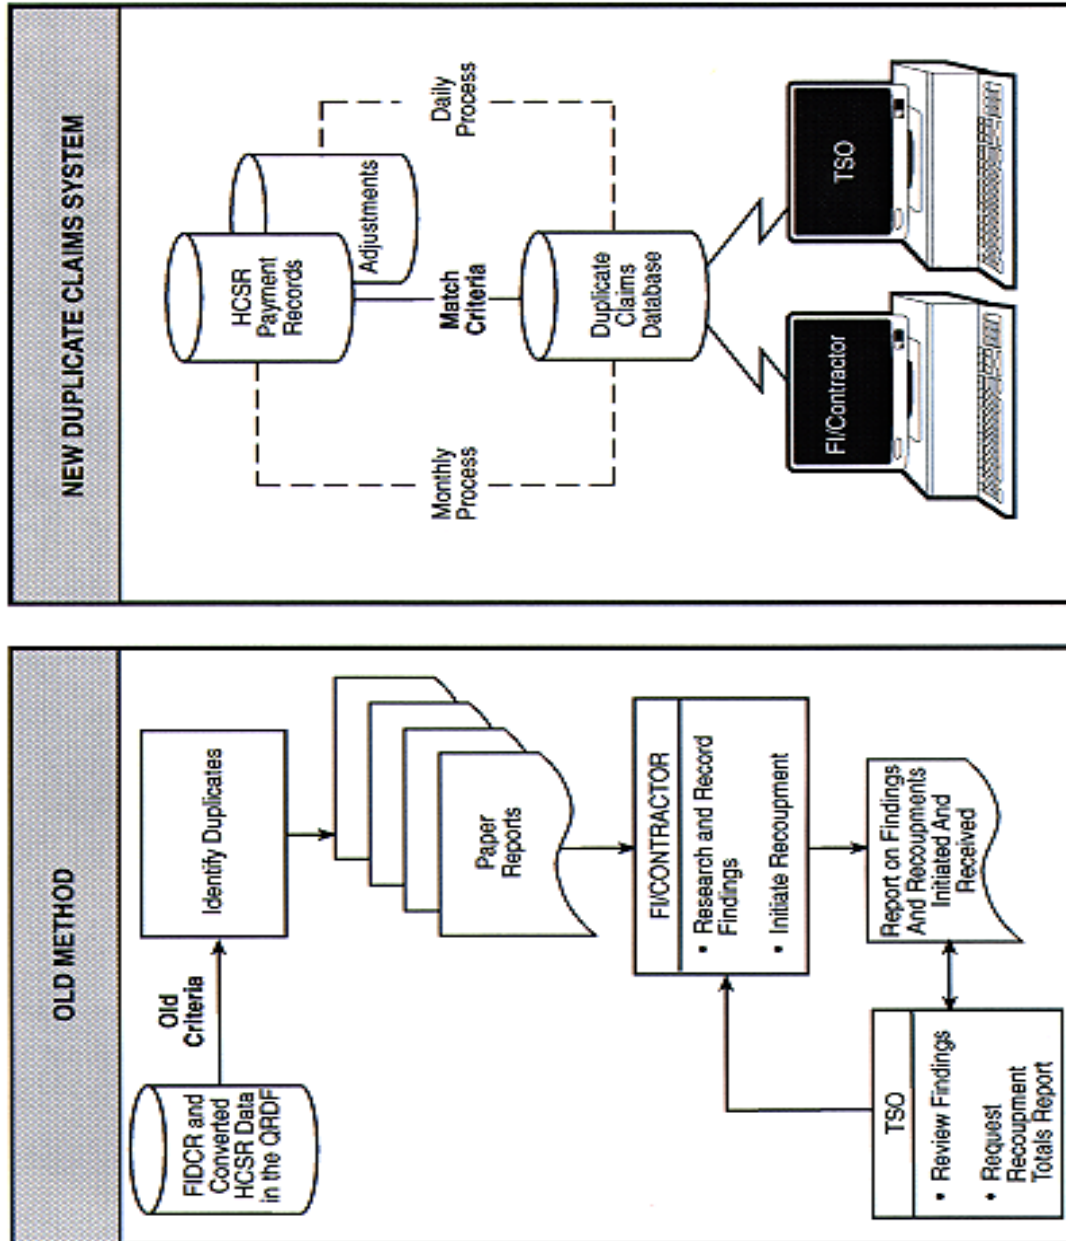 OLD METHOD
FIDCR and
Converted
HCSR Data
in the QRDF
Old
Criteria
Identify Duplicates
Paper
Reports
FI/CONTRACTOR
• Research and Record
Findings
• Initiate Recoupment
Report on Findings
And Recoupments
Initiated And
Received
TSO
• Review Findings
• Request
Recoupment
Totals Report
NEW DUPLICATE CLAIMS SYSTEM
HCSR
Payment
Records
Adjustments
Monthly
Process
Match
Criteria
Daily
Process
Duplicate
Claims
Database
FI/Contractor
TSO